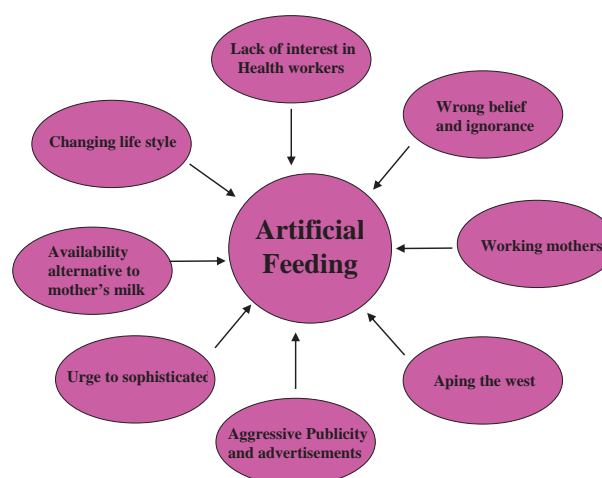 Lack of interest in
Health workers
Wrong belief
and ignorance
Changing life style
Artificial
Feeding
Working mothers
Availability
alternative to
mother's milk
Urge to sophisticated
Aping the west
Aggressive Publicity
and advertisements